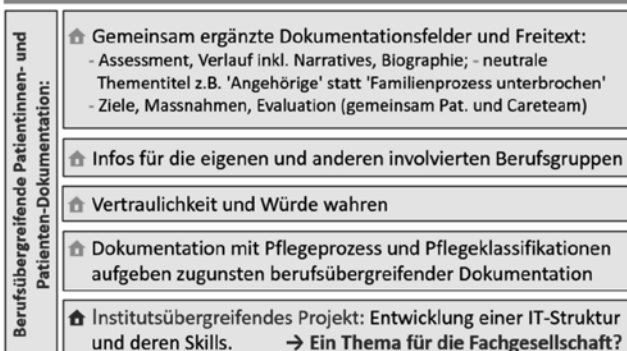 Berufsübergreifende Patientinnen- und
Patienten-Dokumentation:
Gemeinsam ergänzte Dokumentationsfelder und Freitext:
- Assessment, Verlauf inkl. Narratives, Biographie; - neutrale
Thementitel z.B. 'Angehörige' statt 'Familienprozess unterbrochen'
- Ziele, Massnahmen, Evaluation (gemeinsam Pat. und Careteam)
Infos für die eigenen und anderen involvierten Berufsgruppen
Vertraulichkeit und Würde wahren
Dokumentation mit Pflegeprozess und Pflegeklassifikationen
aufgeben zugunsten berufsübergreifender Dokumentation
Institutsübergreifendes Projekt: Entwicklung einer IT-Struktur
und deren Skills. → Ein Thema für die Fachgesellschaft?